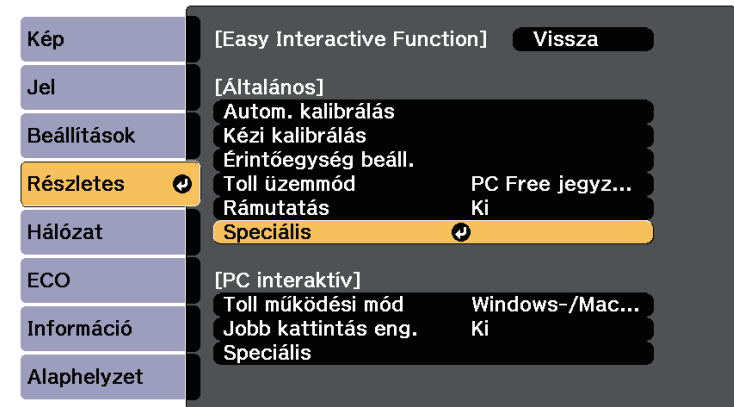 Kép
Jel
Beállítások
Részletes
Hálózat
ECO
Információ
Alaphelyzet
[Easy Interactive Function] Vissza
[Általános]
Autom. kalibrálás
Kézi kalibrálás
Érintőegység beáll.
Toll üzemmód PC Free jegyz...
Rámutatás Ki
Speciális
[PC interaktív]
Toll működési mód Windows-/Mac...
Jobb kattintás eng. Ki
Speciális